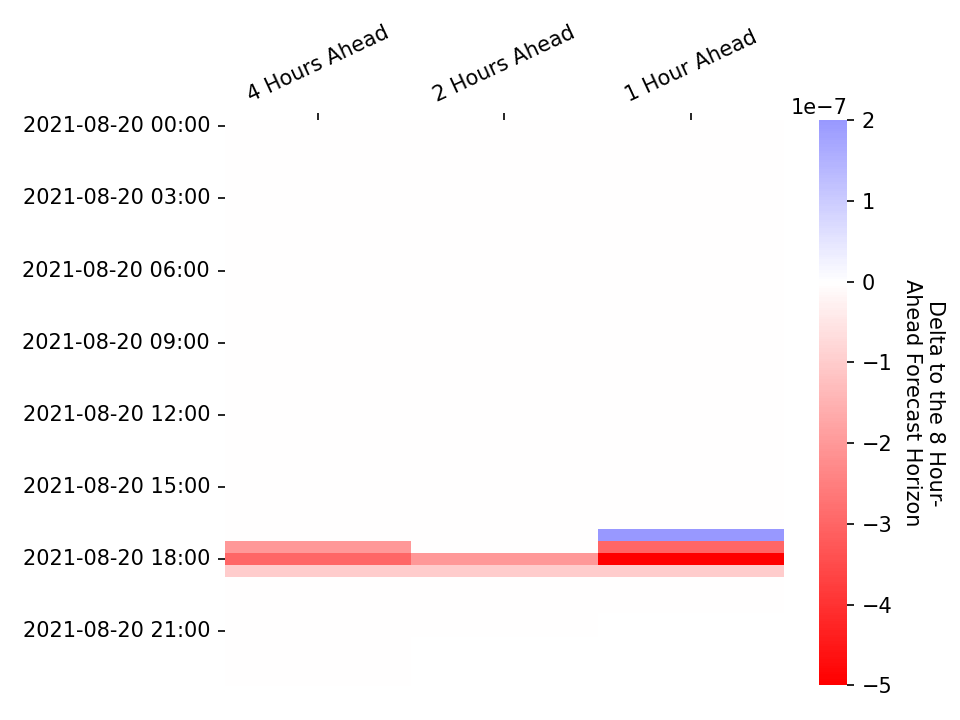 4 Hours Ahead
2 Hours Ahead
1 Hour Ahead
2021-08-20 00:00
2021-08-20 03:00
2021-08-20 06:00
2021-08-20 09:00
2021-08-20 12:00
2021-08-20 15:00
2021-08-20 18:00
2021-08-20 21:00
1e−7
2
1
0
−1
−2
−3
−4
−5
Delta to the 8 Hour-
Ahead Forecast Horizon